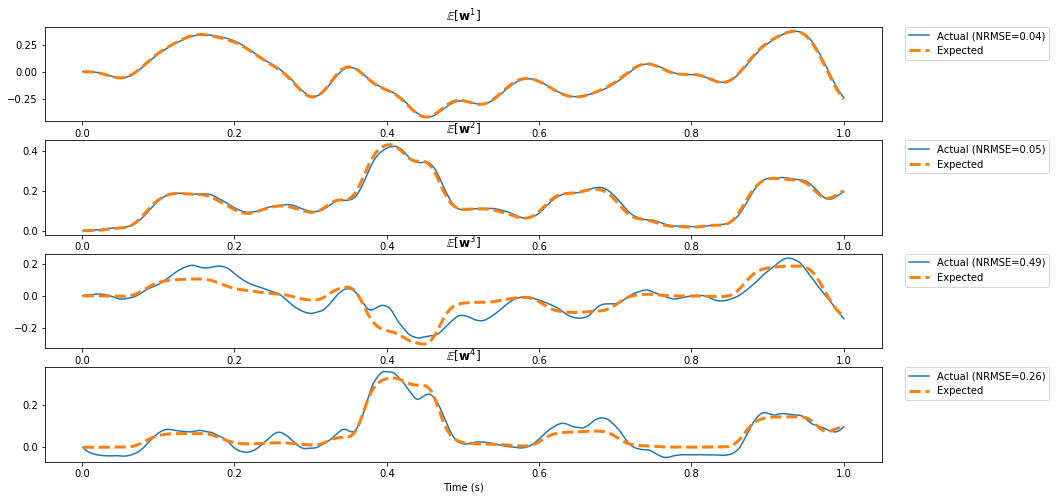 𝔼[w¹]
0.25
0.00
−0.25
0.0 0.2 0.4 0.6 0.8 1.0
Actual (NRMSE=0.04)
Expected
𝔼[w²]
0.4
0.2
0.0
0.0 0.2 0.4 0.6 0.8 1.0
Actual (NRMSE=0.05)
Expected
𝔼[w³]
0.2
0.0
−0.2
0.0 0.2 0.4 0.6 0.8 1.0
Actual (NRMSE=0.49)
Expected
𝔼[w⁴]
0.2
0.0
0.0 0.2 0.4 0.6 0.8 1.0
Time (s)
Actual (NRMSE=0.26)
Expected